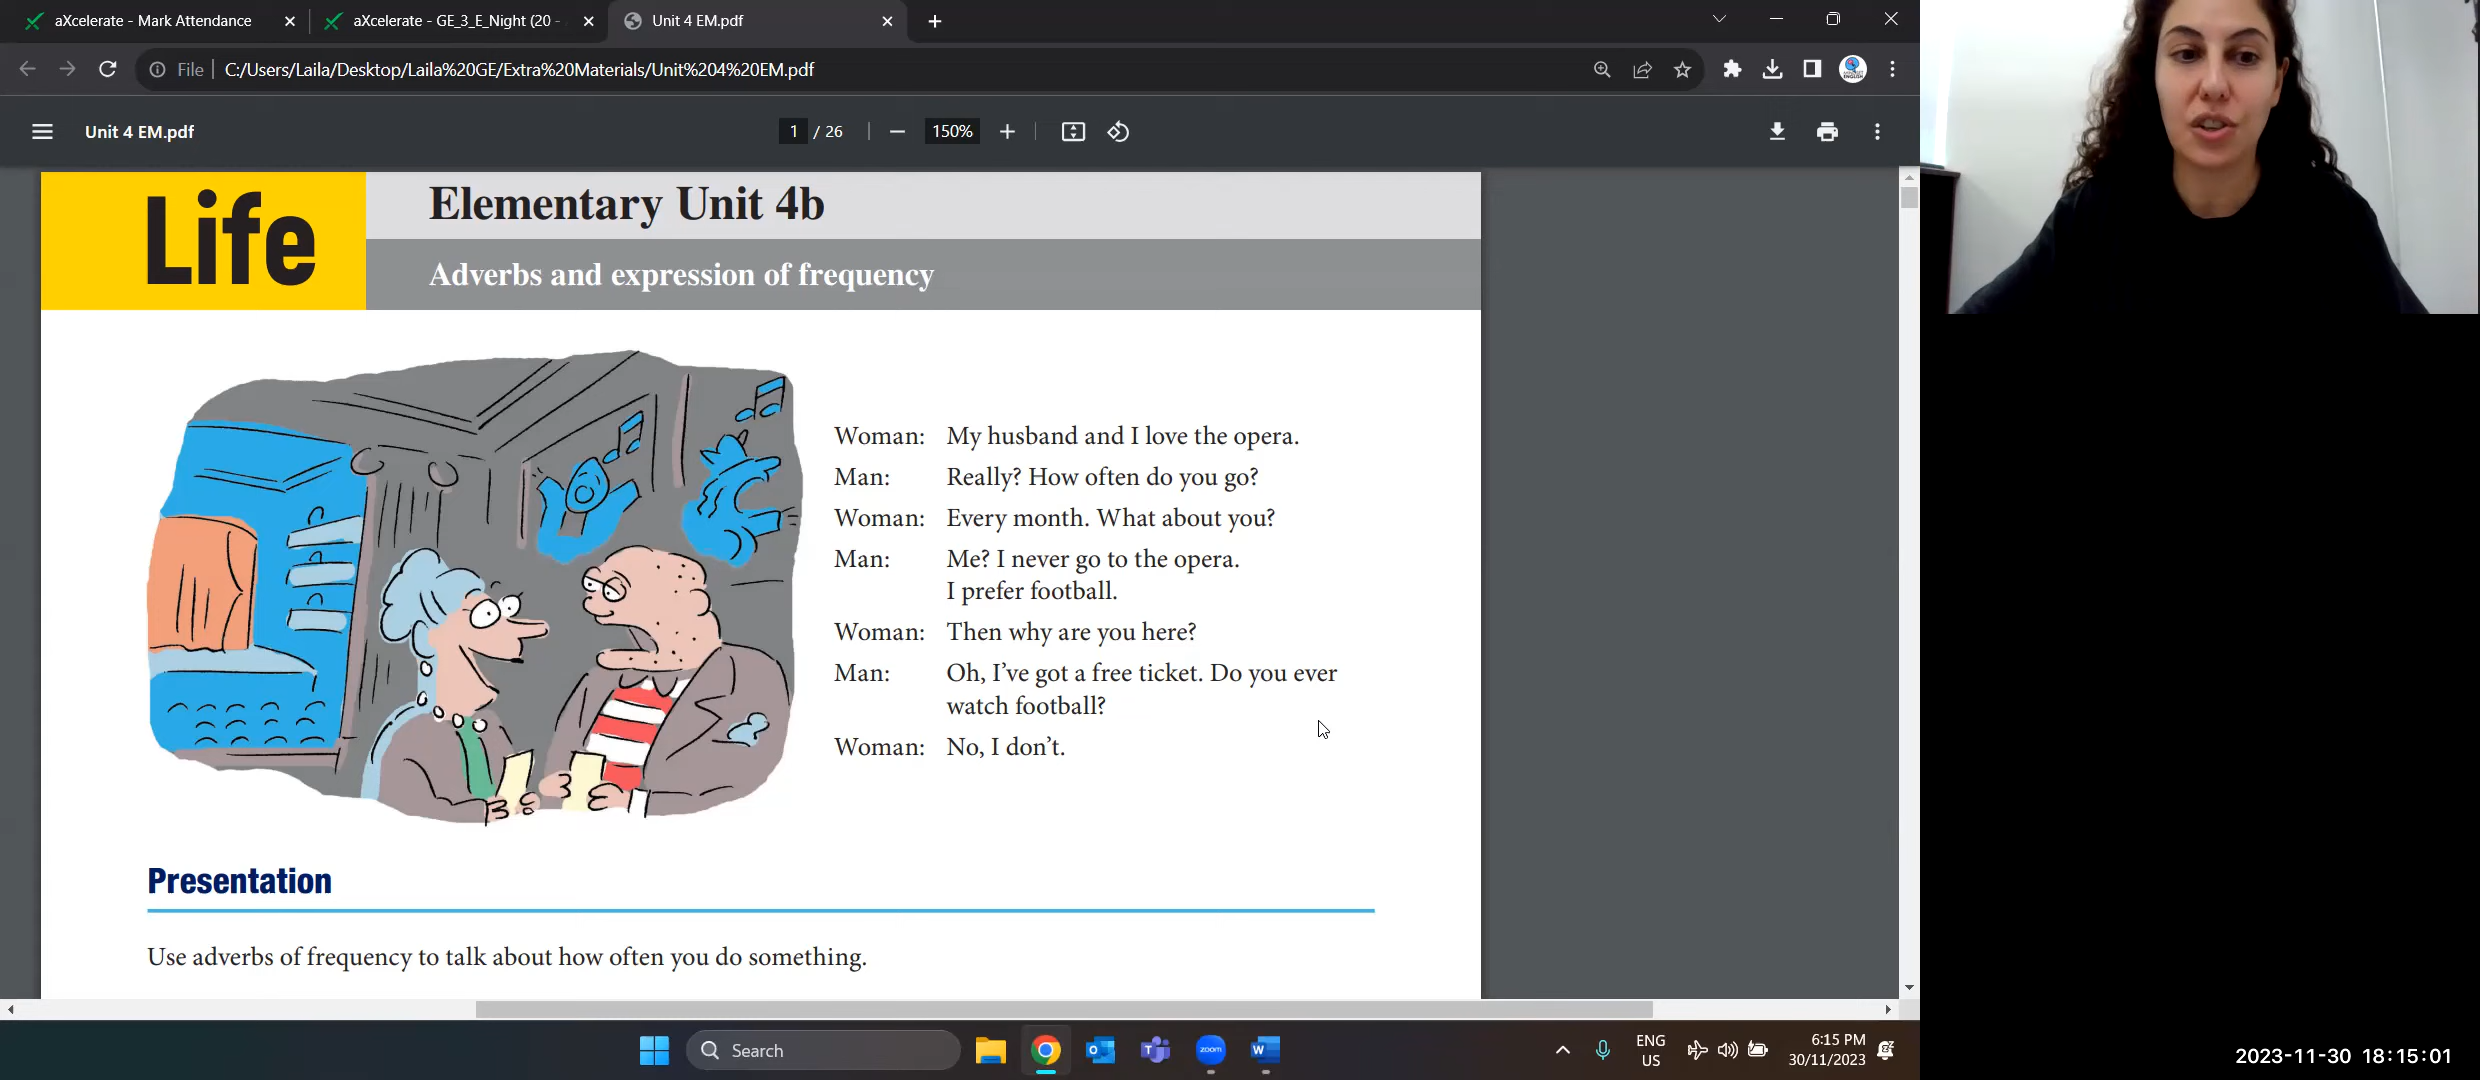 aXcelerate - Mark Attendance
aXcelerate - GE_3_E_Night (20 -
Unit 4 EM.pdf
File
C:/Users/Laila/Desktop/Laila%20GE/Extra%20Materials/Unit%204%20EM.pdf
Unit 4 EM.pdf
1 / 26
150%
Life
Elementary Unit 4b
Adverbs and expression of frequency
Woman: My husband and I love the opera.
Man: Really? How often do you go?
Woman: Every month. What about you?
Man: Me? I never go to the opera.
I prefer football.
Woman: Then why are you here?
Man: Oh, I've got a free ticket. Do you ever
watch football?
Woman: No, I don't.
Presentation
Use adverbs of frequency to talk about how often you do something.
Search
zoom
W
ENG
US
6:15 PM
30/11/2023
2023-11-30 18:15:01